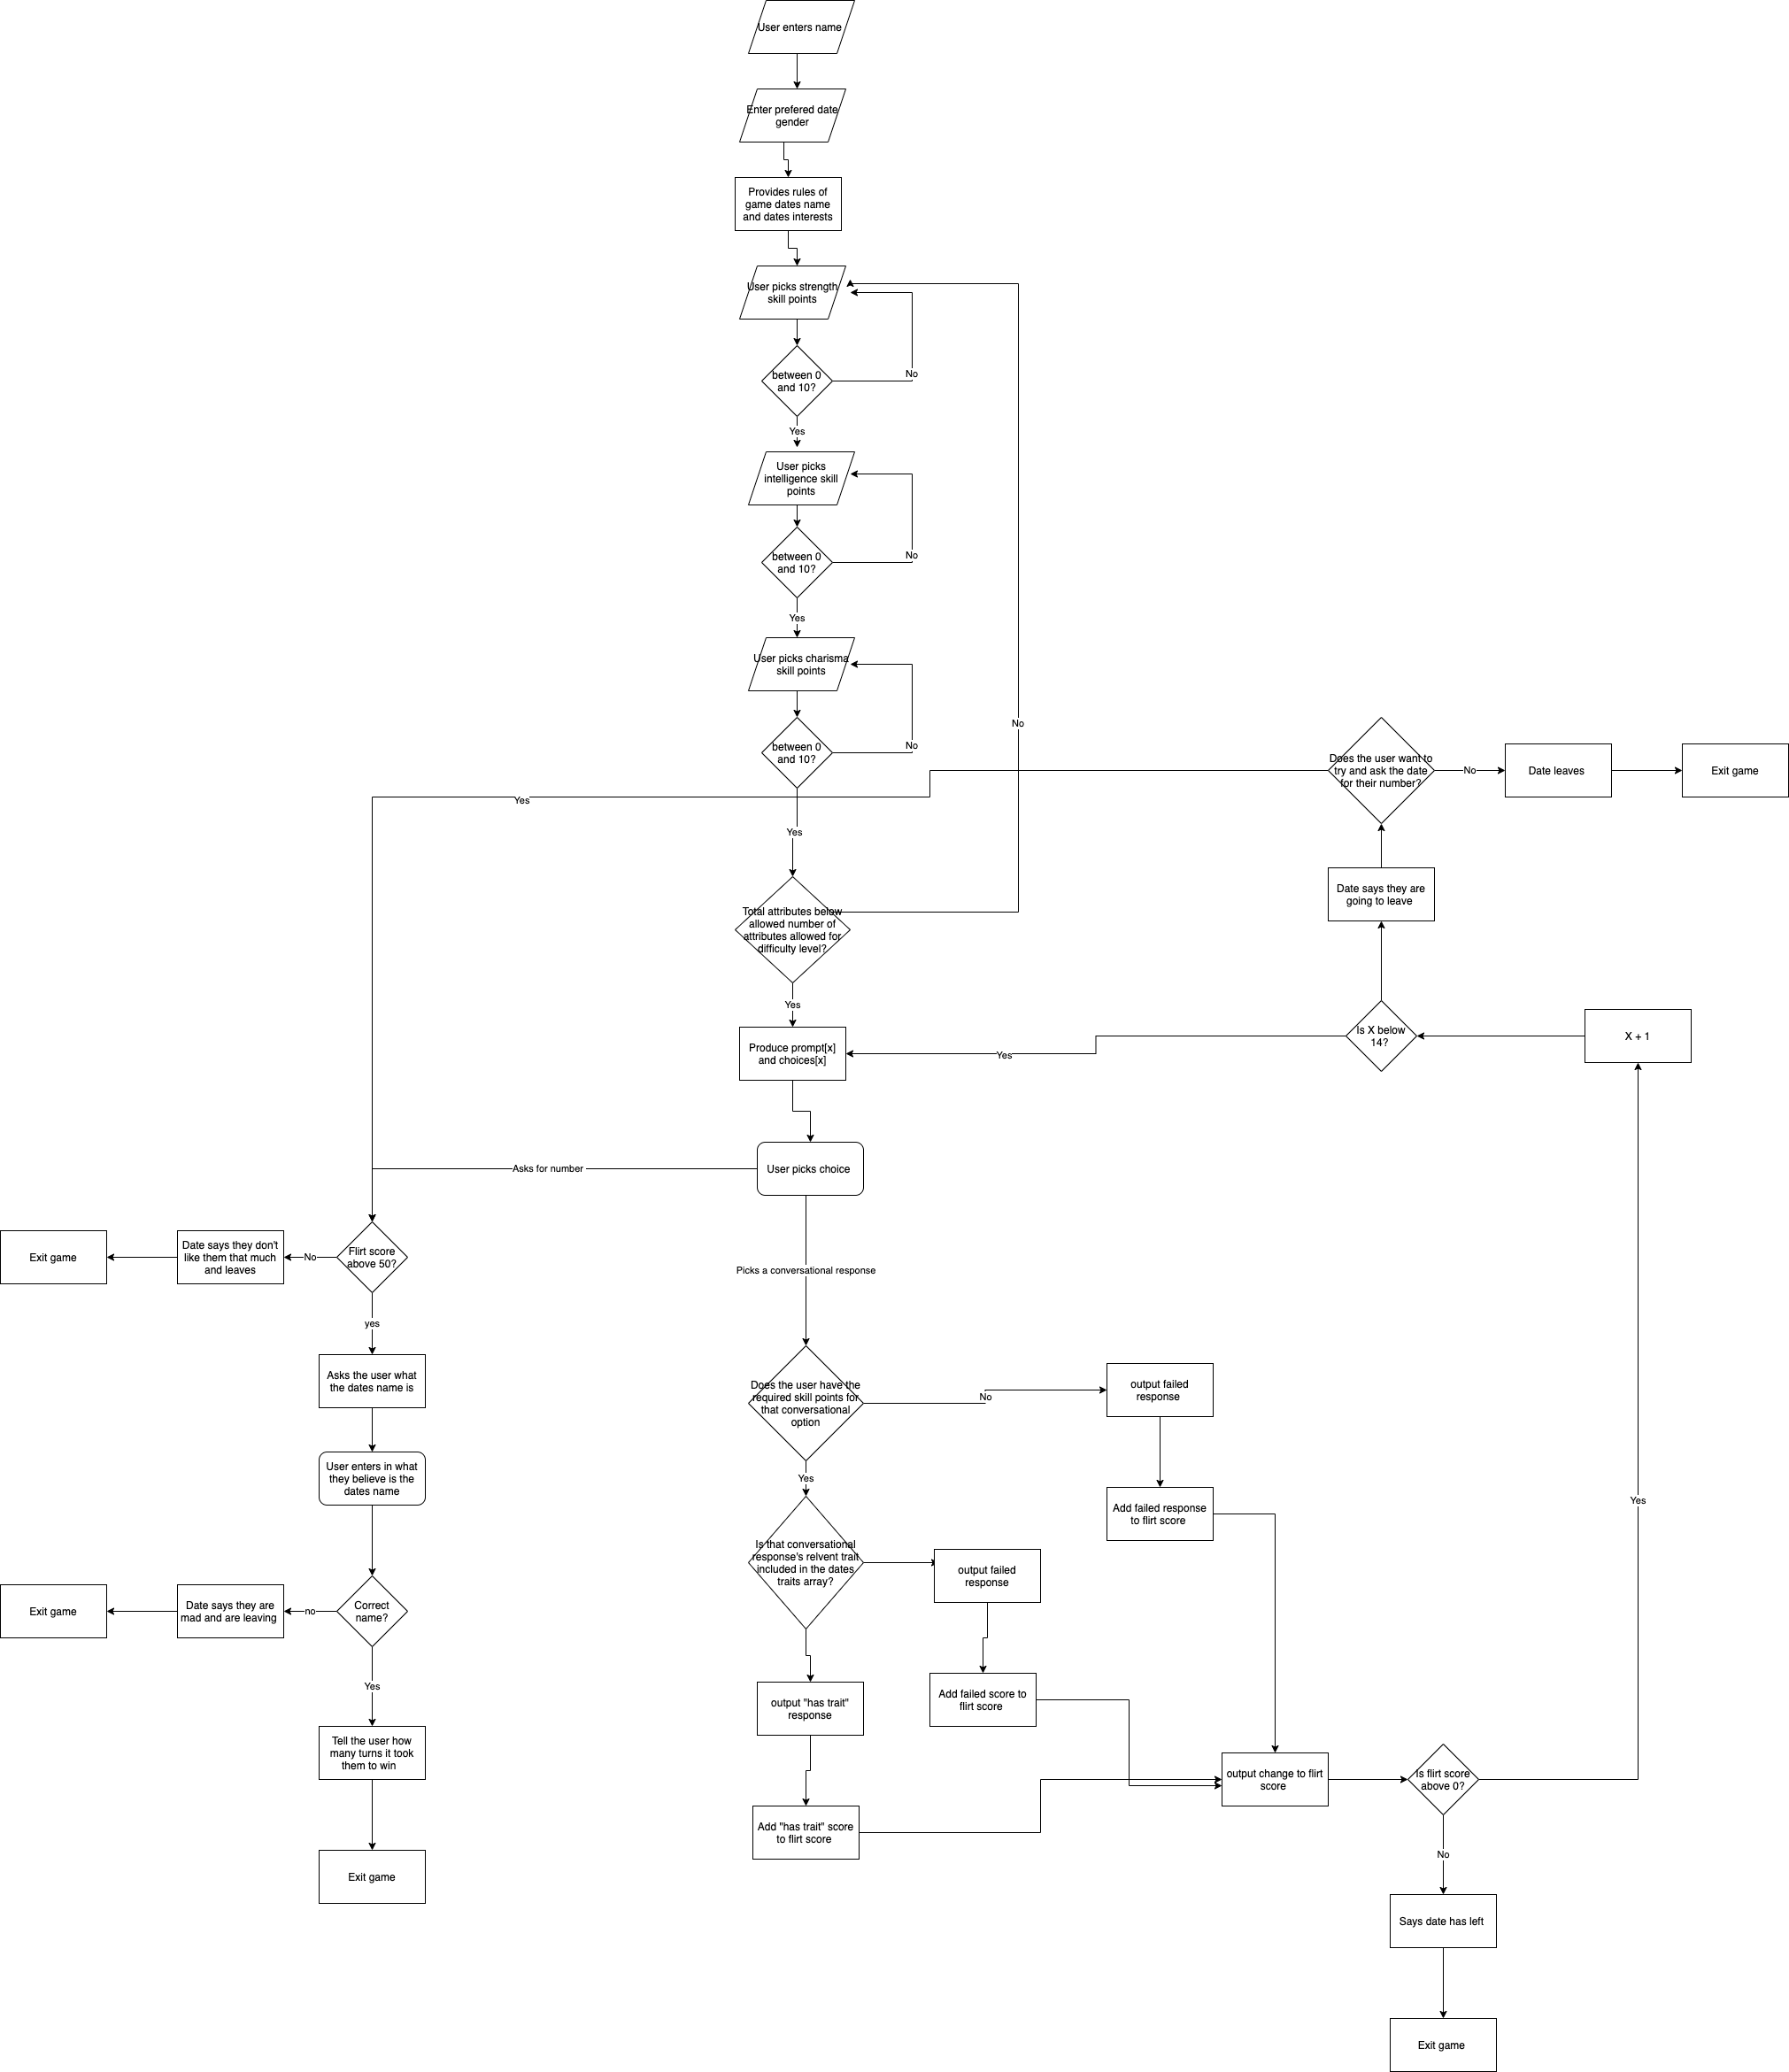 User enters name
Enter prefered date
gender
Provides rules of
game dates name
and dates interests
User picks strength
skill points
between 0
and 10?
No
Yes
User picks
intelligence skill
points
between 0
and 10?
No
Yes
User picks charisma
skill points
between 0
and 10?
No
No
Does the user want to
try and ask the date
for their number?
No
Date leaves
Exit game
Yes
Yes
Date says they are
going to leave
Total attributes below
allowed number of
attributes allowed for
difficulty level?
Yes
Produce prompt[x]
and choices[x]
Yes
Is X below
14?
X + 1
User picks choice
Asks for number
Exit game
Date says they don't
like them that much
and leaves
No
Flirt score
above 50?
Picks a conversational response
yes
Asks the user what
the dates name is
Does the user have the
required skill points for
that conversational
option
No
output failed
response
User enters in what
they believe is the
dates name
Yes
Add failed response
to flirt score
Yes
Is that conversational
response's relvent trait
included in the dates
traits array?
output failed
response
Exit game
Date says they are
mad and are leaving
no
Correct
name?
Yes
output "has trait"
response
Add failed score to
flirt score
Tell the user how
many turns it took
them to win
output change to flirt
score
Is flirt score
above 0?
Add "has trait" score
to flirt score
No
Exit game
Says date has left
Exit game